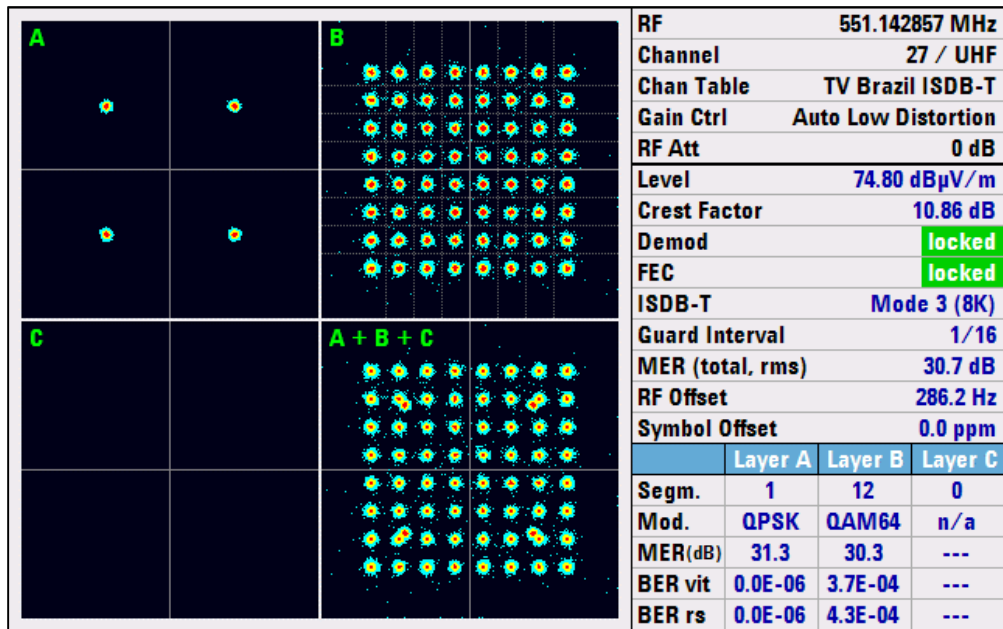 A
B
C
A + B + C
RF 551.142857 MHz
Channel 27 / UHF
Chan Table TV Brazil ISDB-T
Gain Ctrl Auto Low Distortion
RF Att 0 dB
Level 74.80 dBµV/m
Crest Factor 10.86 dB
Demod locked
FEC locked
ISDB-T Mode 3 (8K)
Guard Interval 1/16
MER (total, rms) 30.7 dB
RF Offset 286.2 Hz
Symbol Offset 0.0 ppm
Layer A Layer B Layer C
Segm. 1 12 0
Mod. QPSK QAM64 n/a
MER(dB) 31.3 30.3 ---
BER vit 0.0E-06 3.7E-04 ---
BER rs 0.0E-06 4.3E-04 ---